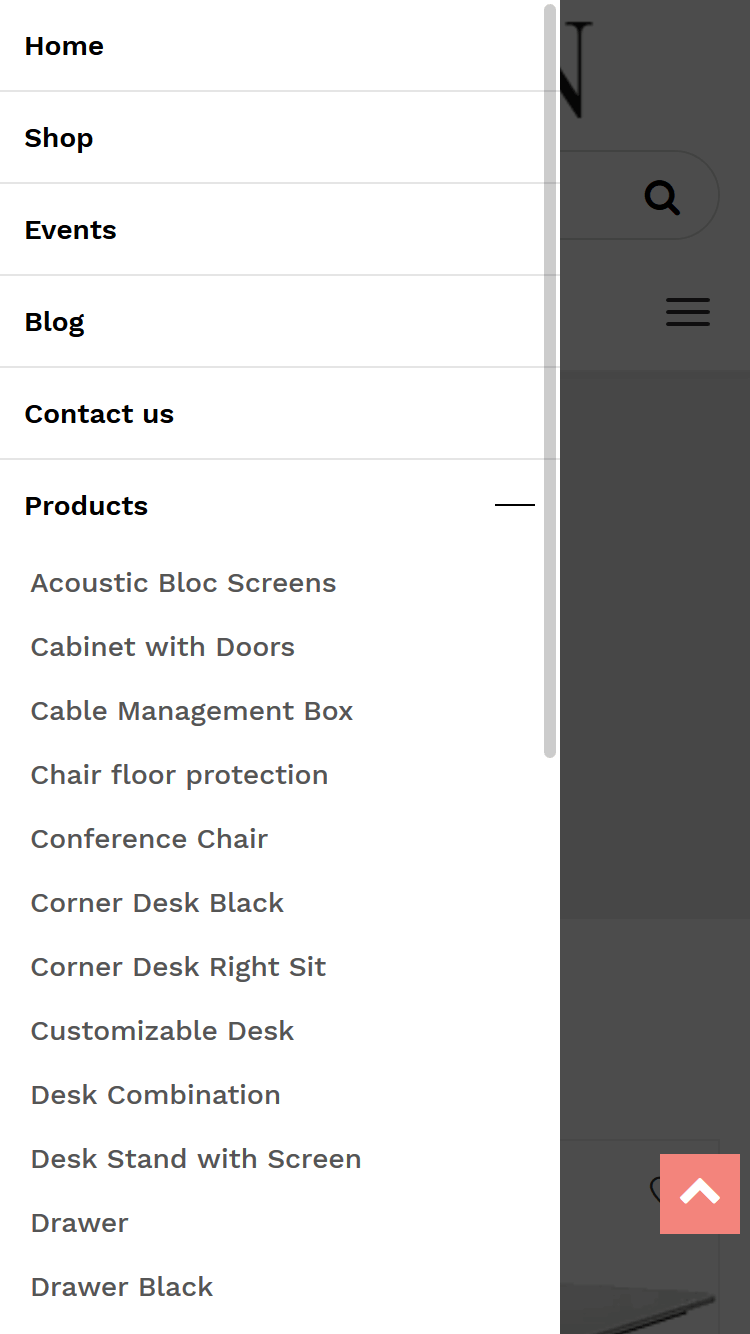 Home
Shop
Events
Blog
Contact us
Products
Acoustic Bloc Screens
Cabinet with Doors
Cable Management Box
Chair floor protection
Conference Chair
Corner Desk Black
Corner Desk Right Sit
Customizable Desk
Desk Combination
Desk Stand with Screen
Drawer
Drawer Black